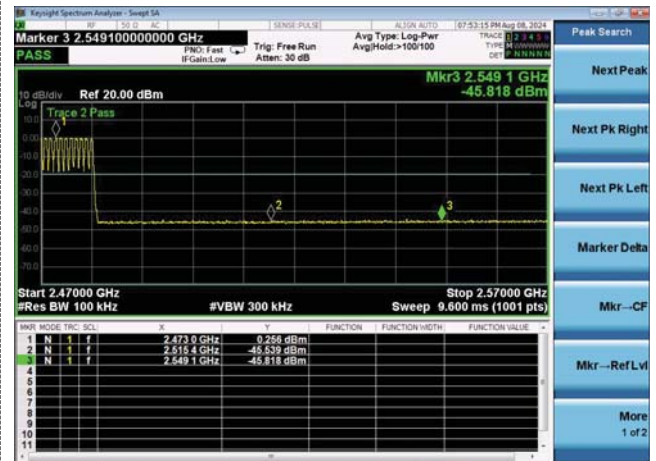 Keysight Spectrum Analyzer - Swept SA
RF 50 Ω AC SENSE:PULSE ALIGN AUTO 07:53:15 PM Aug 08, 2024
Marker 3 2.549100000000 GHz
PASS
PNO: Fast
IFGain:Low
Trig: Free Run
Atten: 30 dB
Avg Type: Log-Pwr
Avg|Hold:>100/100
TRACE 1 2 3 4 5 6
TYPE
DET P N N N N N
Peak Search
Next Peak
Next Pk Right
Next Pk Left
Marker Delta
Mkr→CF
Mkr→RefLvl
More
1 of 2
Mkr3 2.549 1 GHz
-45.818 dBm
10 dB/div Ref 20.00 dBm
Log
Trace 2 Pass
10.0
0.00
-10.0
-20.0
-50.0
-60.0
-70.0
1
2
3
Start 2.47000 GHz Stop 2.57000 GHz
#Res BW 100 kHz #VBW 300 kHz Sweep 9.600 ms (1001 pts)
MKR MODE TRC SCL X Y FUNCTION FUNCTION WIDTH FUNCTION VALUE
1 N 1 f 2.473 0 GHz 0.256 dBm
2 N 1 f 2.515 4 GHz -45.539 dBm
3 N 1 f 2.549 1 GHz -45.818 dBm
4
5
6
7
8
9
10
11